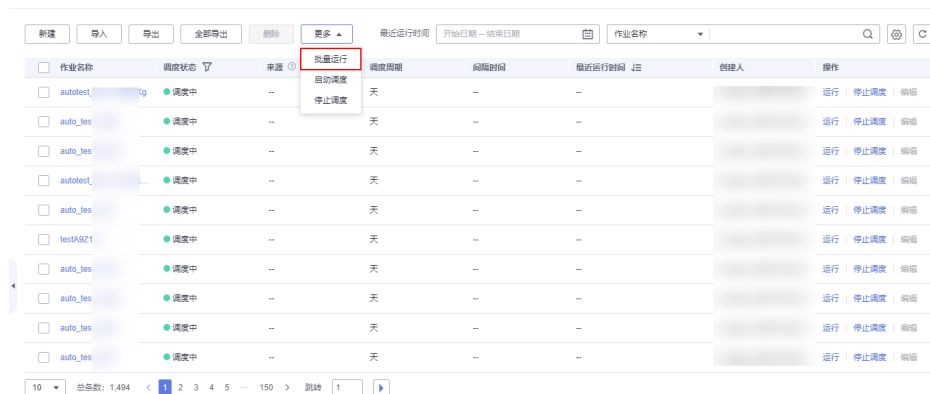 新建 导入 导出 全部导出 删除 更多 最近运行时间 开始日期 – 结束日期 作业名称
批量运行
启动调度
停止调度
作业名称 调度状态 来源 调度周期 间隔时间 最近运行时间 创建人 操作
autotest_ Kg 调度中 -- 天 -- -- 运行 停止调度 编辑
auto_tes 调度中 -- 天 -- -- 运行 停止调度 编辑
auto_tes 调度中 -- 天 -- -- 运行 停止调度 编辑
autotest_ ... 调度中 -- 天 -- -- 运行 停止调度 编辑
auto_tes 调度中 -- 天 -- -- 运行 停止调度 编辑
testA9Z1 调度中 -- 天 -- -- 运行 停止调度 编辑
auto_tes 调度中 -- 天 -- -- 运行 停止调度 编辑
auto_tes 调度中 -- 天 -- -- 运行 停止调度 编辑
auto_tes 调度中 -- 天 -- -- 运行 停止调度 编辑
auto_tes 调度中 -- 天 -- -- 运行 停止调度 编辑
10 总条数: 1,494 < 1 2 3 4 5 ··· 150 > 跳转 1